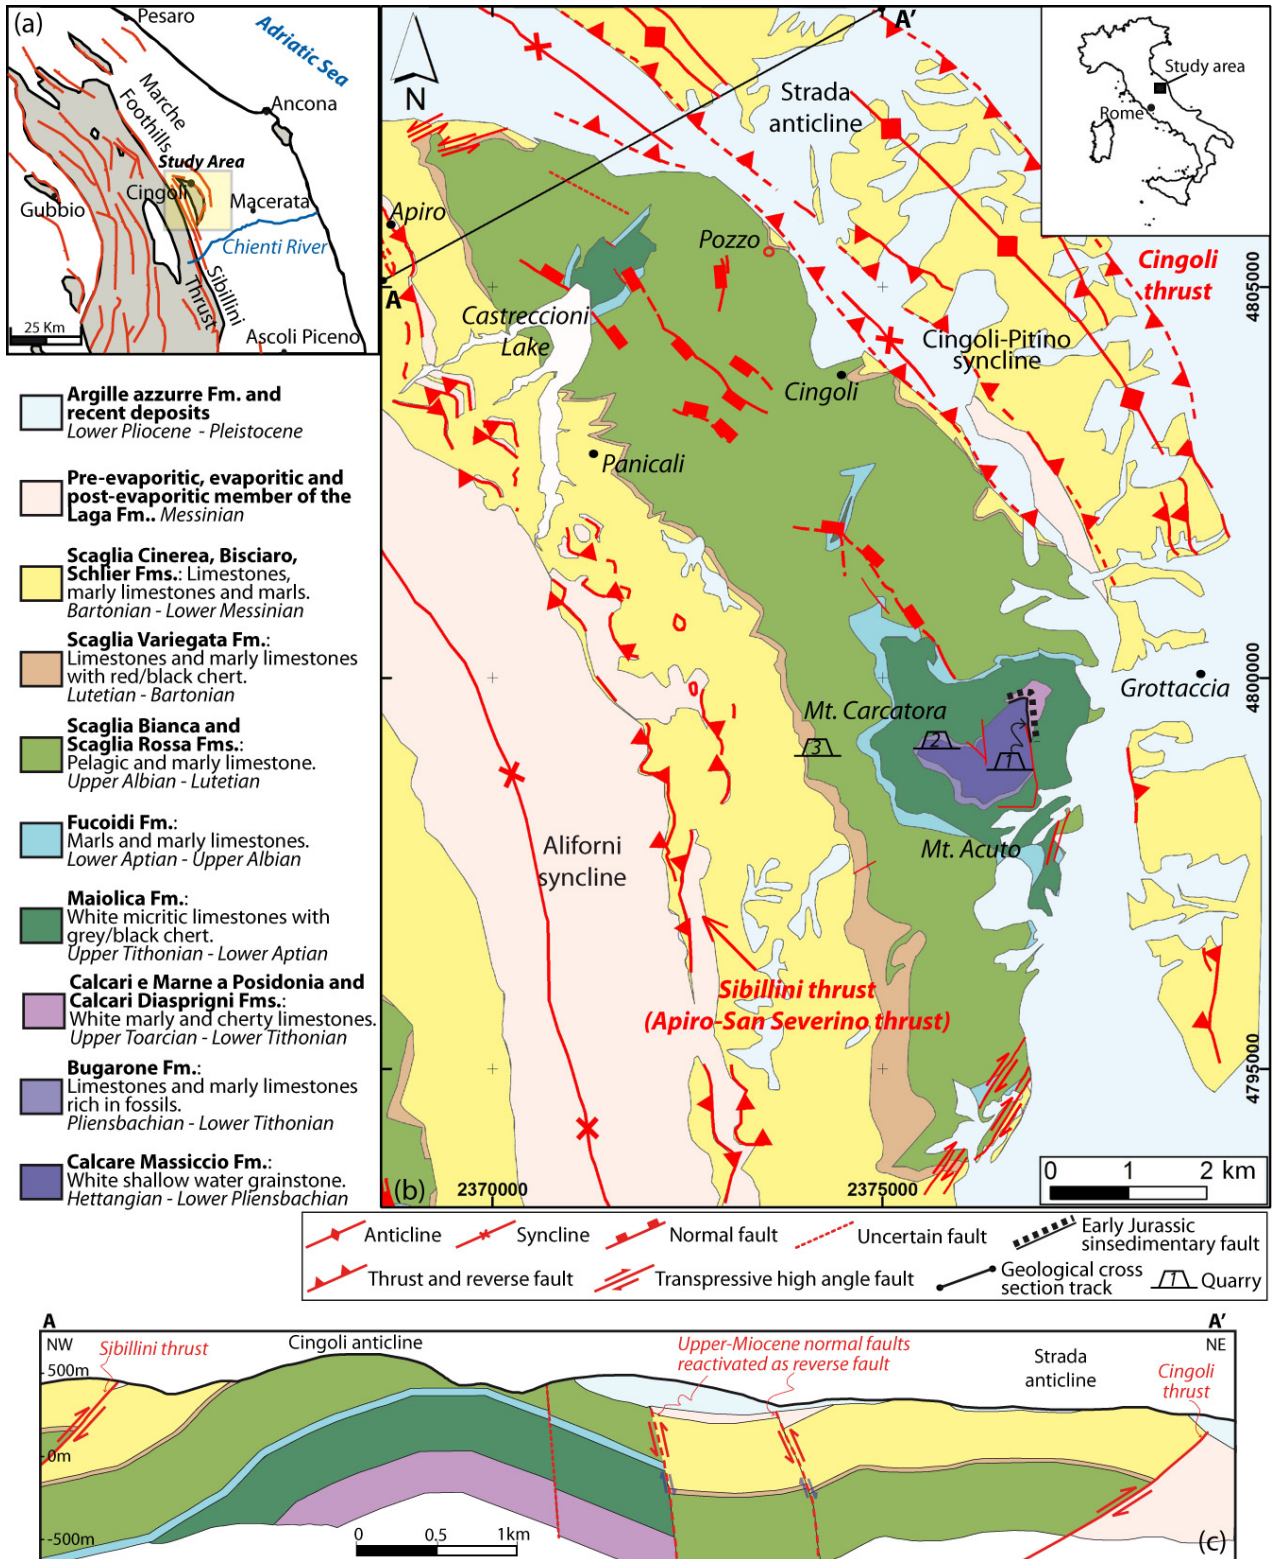 (a)
Pesaro
Adriatic Sea
Ancona
Marche
Foothills
Study Area
Cingoli
Macerata
Gubbio
Chienti River
Sibillini
Thrust
25 Km
Ascoli Piceno
Argille azzurre Fm. and
recent deposits
Lower Pliocene - Pleistocene
Pre-evaporitic, evaporitic and
post-evaporitic member of the
Laga Fm.. Messinian
Scaglia Cinerea, Bisciaro,
Schlier Fms.: Limestones,
marly limestones and marls.
Bartonian - Lower Messinian
Scaglia Variegata Fm.:
Limestones and marly limestones
with red/black chert.
Lutetian - Bartonian
Scaglia Bianca and
Scaglia Rossa Fms.:
Pelagic and marly limestone.
Upper Albian - Lutetian
Fucoidi Fm.:
Marls and marly limestones.
Lower Aptian - Upper Albian
Maiolica Fm.:
White micritic limestones with
grey/black chert.
Upper Tithonian - Lower Aptian
Calcari e Marne a Posidonia and
Calcari Diasprigni Fms.:
White marly and cherty limestones.
Upper Toarcian - Lower Tithonian
Bugarone Fm.:
Limestones and marly limestones
rich in fossils.
Pliensbachian - Lower Tithonian
Calcare Massiccio Fm.:
White shallow water grainstone.
Hettangian - Lower Pliensbachian
A'
N
Strada
anticline
Study area
Rome
Apiro
Pozzo
Cingoli
thrust
4805000
A
Castreccioni
Lake
Cingoli-Pitino
syncline
Cingoli
Panicali
4800000
Grottaccia
Mt. Carcatora
3
2
1
Aliforni
syncline
Mt. Acuto
Sibillini thrust
(Apiro-San Severino thrust)
4795000
(b)
2370000
2375000
0 1 2 km
Anticline
Syncline
Normal fault
Uncertain fault
Early Jurassic
sinsedimentary fault
Thrust and reverse fault
Transpressive high angle fault
Geological cross
section track
1
Quarry
A
A'
NW
NE
Sibillini thrust
Cingoli anticline
Upper-Miocene normal faults
reactivated as reverse fault
Strada
anticline
Cingoli
thrust
500m
0m
-500m
0 0.5 1km
(c)